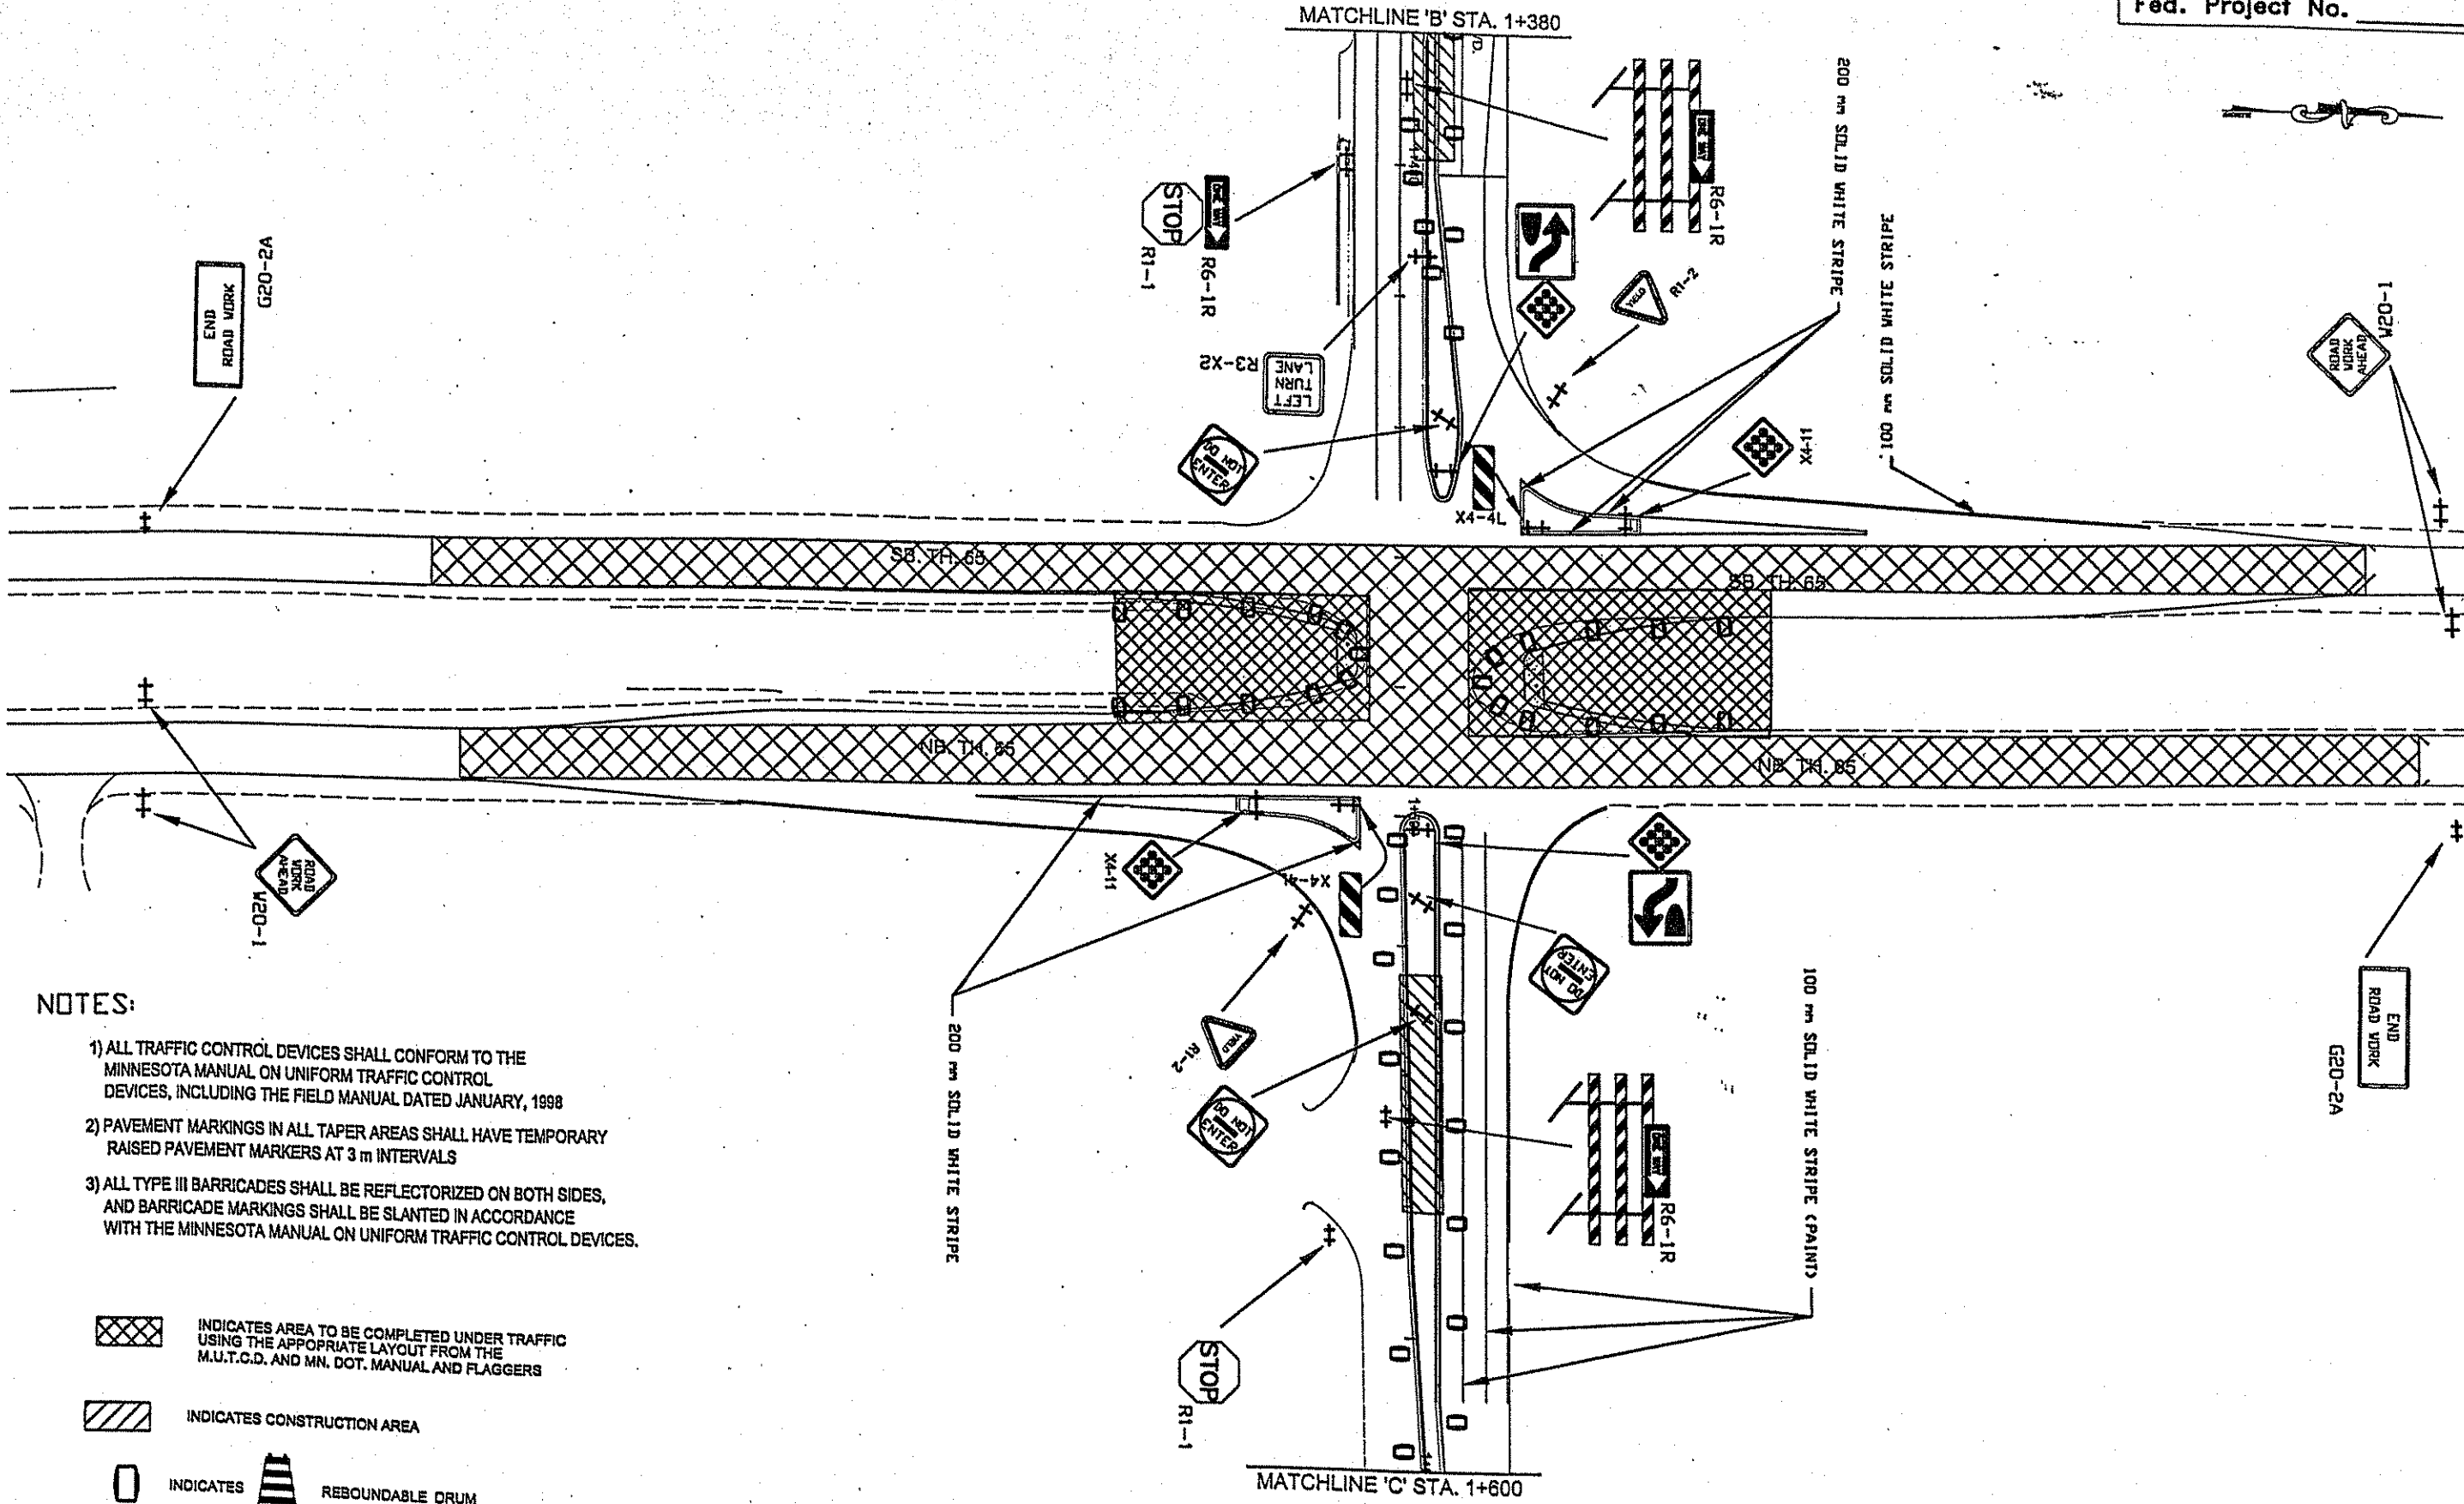 Fed. Project No.
MATCHLINE 'B' STA. 1+380
200 mm SOLID WHITE STRIPE
100 mm SOLID WHITE STRIPE
ONE WAY
R6-1R
STOP
R1-1
ONE WAY
R6-1R
YIELD
R1-2
W20-1
ROAD
WORK
AHEAD
G20-2A
END
ROAD WORK
R3-X2
LEFT
TURN
LANE
DO NOT
ENTER
X4-11
X4-4L
SB. TH. 65
SB. TH. 65
NB. TH. 65
NB. TH. 65
X4-11
X4-4L
ROAD
WORK
AHEAD
W20-1
DO NOT
ENTER
YIELD
R1-2
DO NOT
ENTER
END
ROAD WORK
G20-2A
200 mm SOLID WHITE STRIPE
100 mm SOLID WHITE STRIPE (PAINT)
ONE WAY
R6-1R
STOP
R1-1
MATCHLINE 'C' STA. 1+600
NOTES:
1) ALL TRAFFIC CONTROL DEVICES SHALL CONFORM TO THE
MINNESOTA MANUAL ON UNIFORM TRAFFIC CONTROL
DEVICES, INCLUDING THE FIELD MANUAL DATED JANUARY, 1998
2) PAVEMENT MARKINGS IN ALL TAPER AREAS SHALL HAVE TEMPORARY
RAISED PAVEMENT MARKERS AT 3 m INTERVALS
3) ALL TYPE III BARRICADES SHALL BE REFLECTORIZED ON BOTH SIDES,
AND BARRICADE MARKINGS SHALL BE SLANTED IN ACCORDANCE
WITH THE MINNESOTA MANUAL ON UNIFORM TRAFFIC CONTROL DEVICES.
INDICATES AREA TO BE COMPLETED UNDER TRAFFIC
USING THE APPOPRIATE LAYOUT FROM THE
M.U.T.C.D. AND MN. DOT. MANUAL AND FLAGGERS
INDICATES CONSTRUCTION AREA
INDICATES REBOUNDABLE DRUM